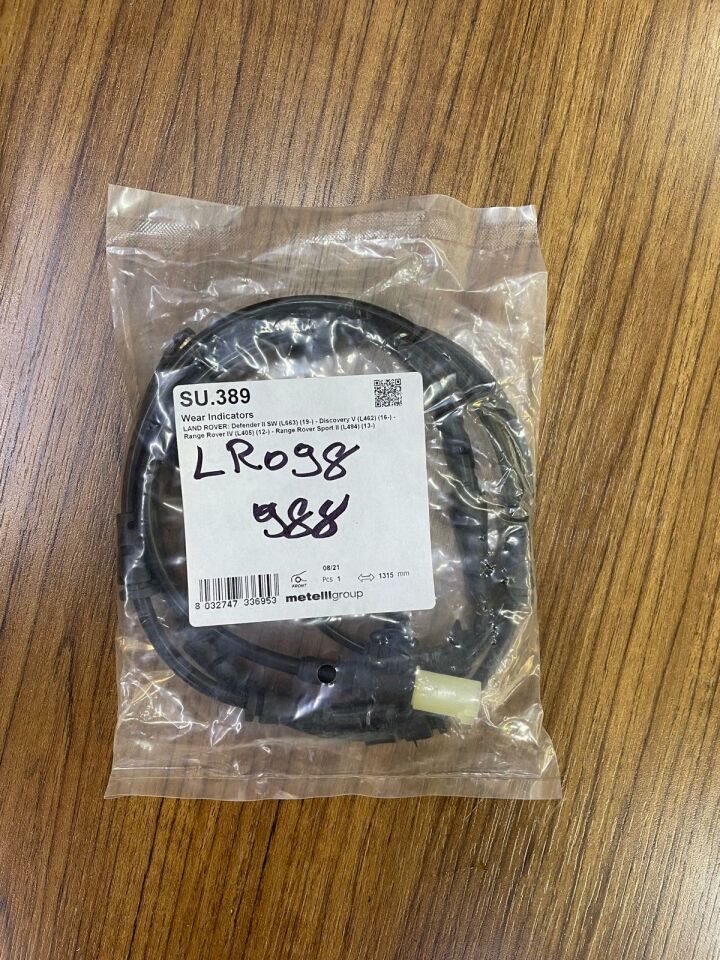 SU.389
Wear Indicators
LAND ROVER: Defender II SW (L663) (19-) - Discovery V (L462) (16-) -
Range Rover IV (L405) (12-) - Range Rover Sport II (L494) (13-)
LR098
988
08/21
FRONT
Pcs 1
1315 mm
8 032747 336953
metelligroup